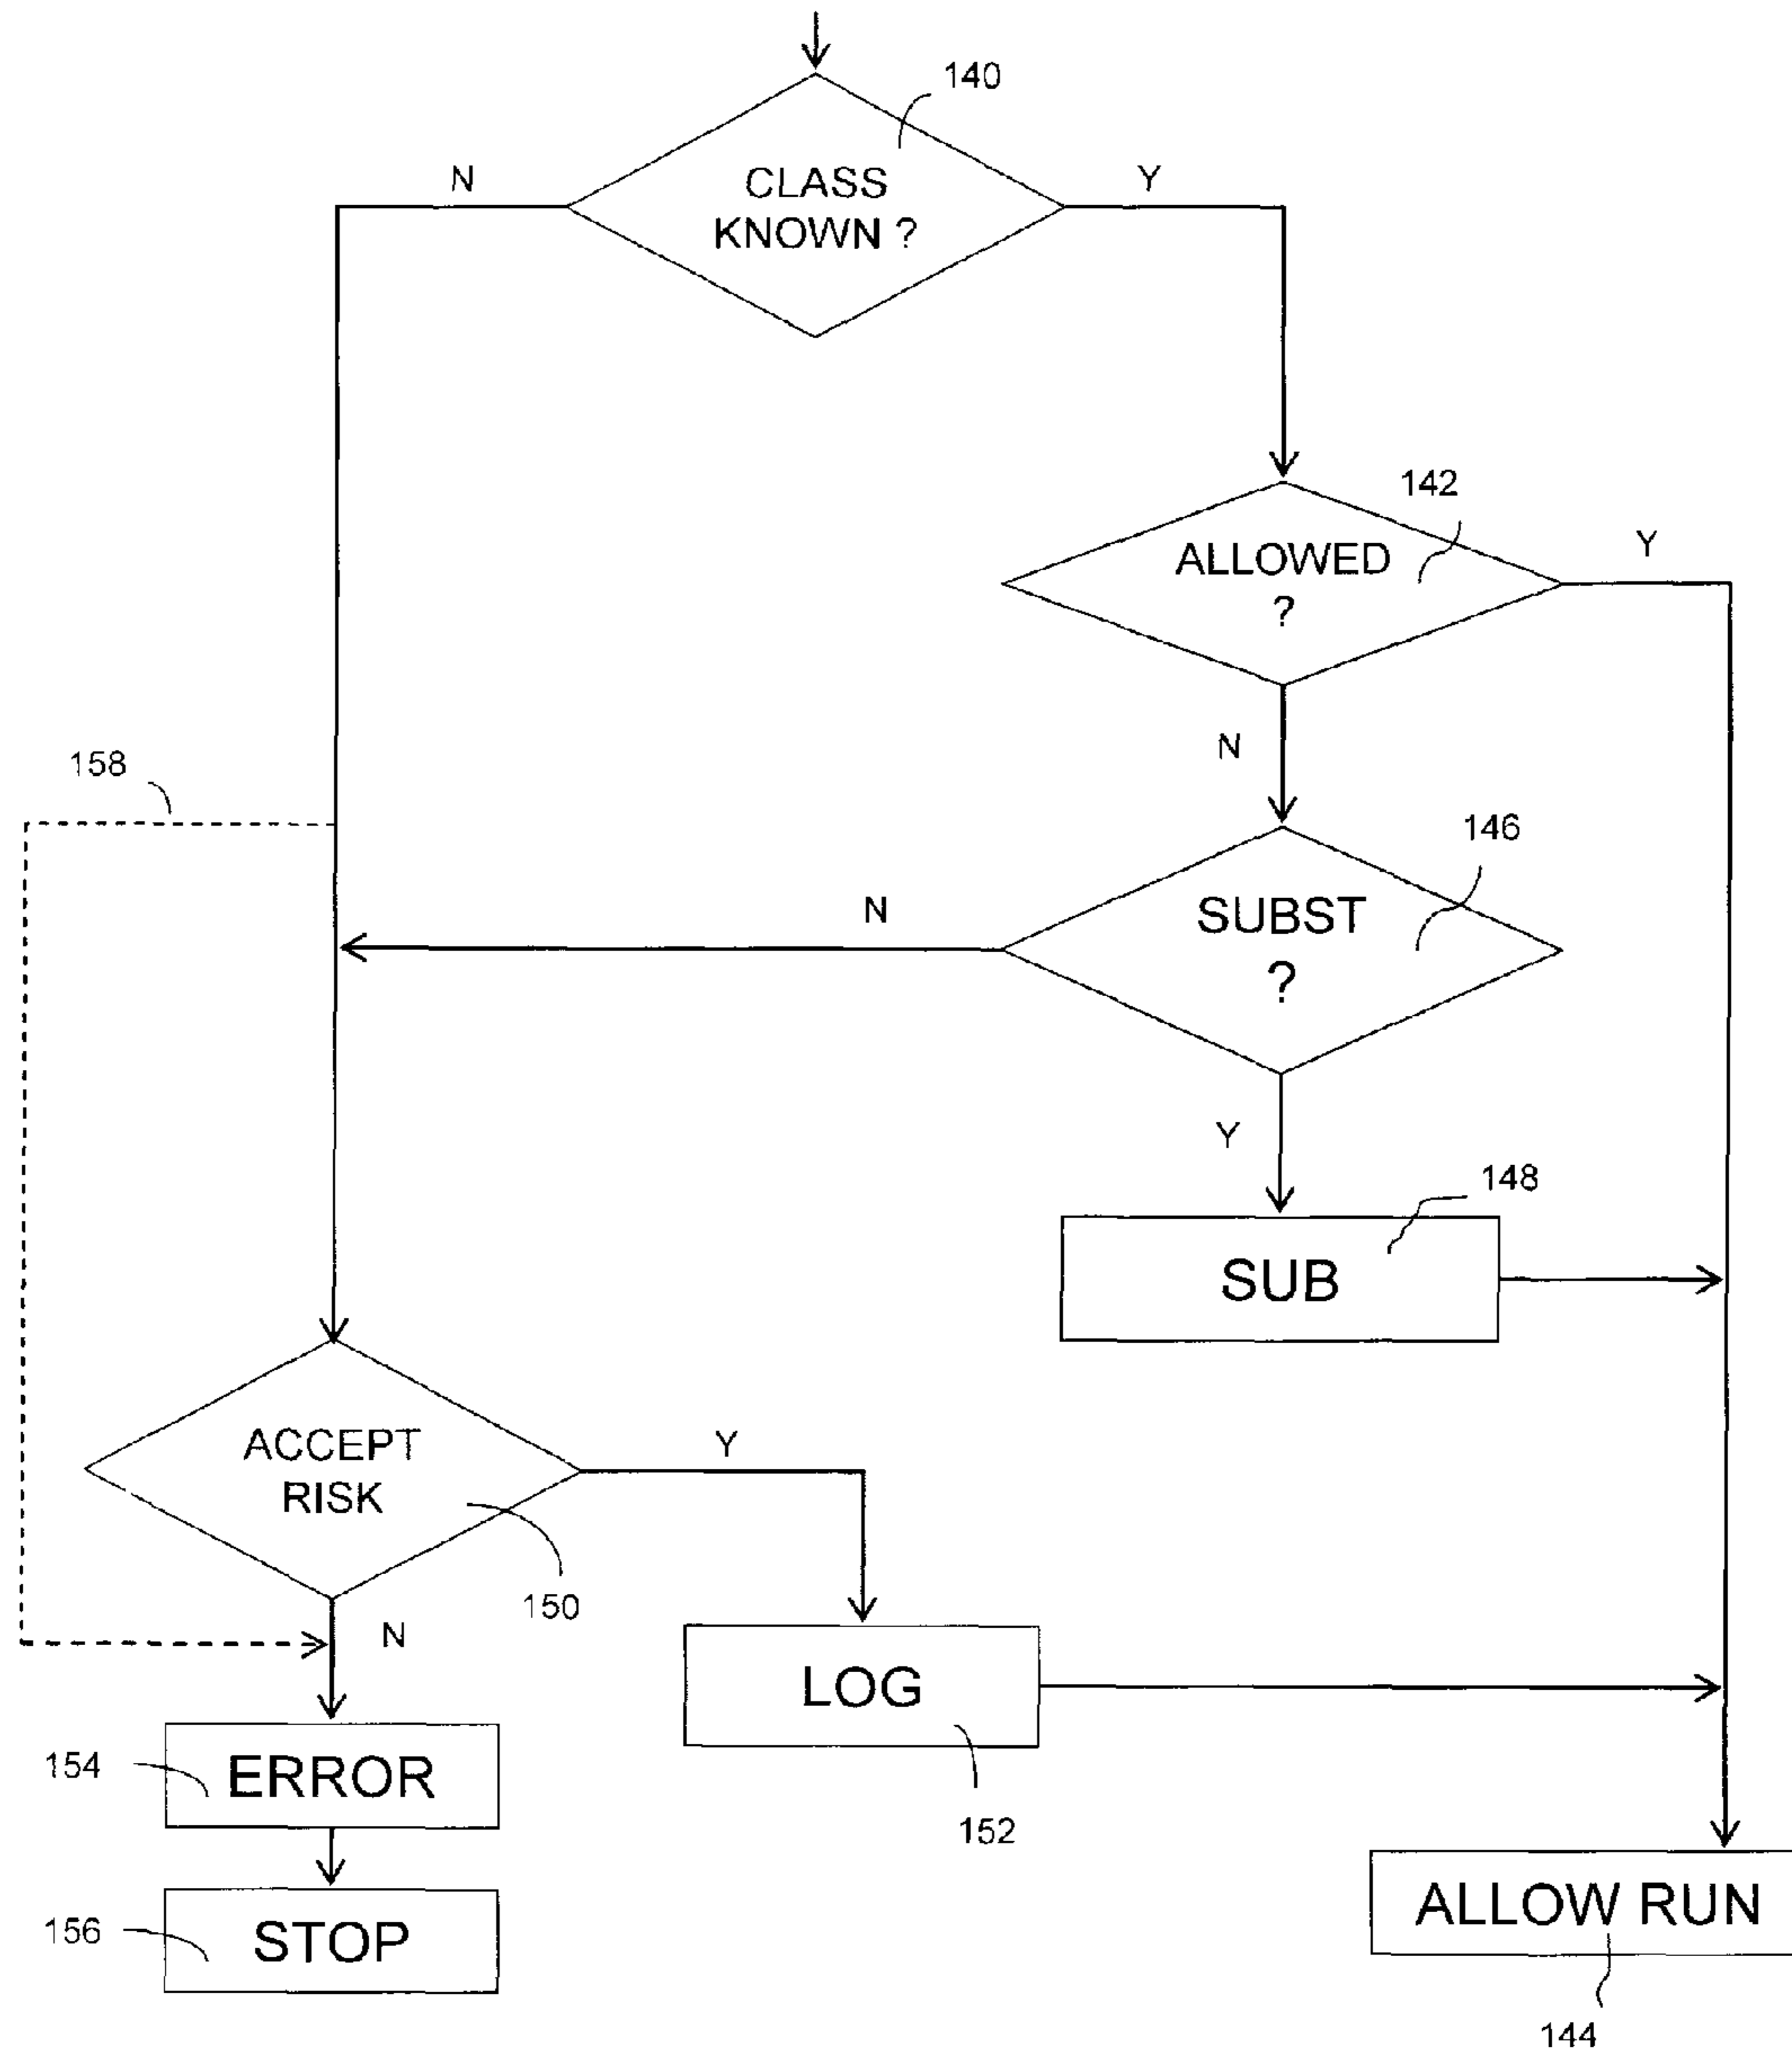 140
N
CLASS
KNOWN ?
Y
142
ALLOWED
?
Y
N
158
146
SUBST
?
N
Y
148
SUB
ACCEPT
RISK
Y
150
N
LOG
152
154
ERROR
156
STOP
ALLOW RUN
144